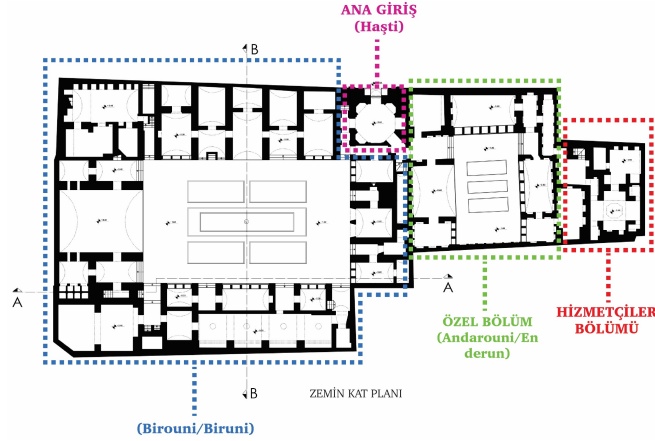 ANA GİRİŞ
(Haşti)
B
A
A
ÖZEL BÖLÜM
(Andarouni/En
derun)
HİZMETÇİLER
BÖLÜMÜ
B
ZEMİN KAT PLANI
(Birouni/Biruni)